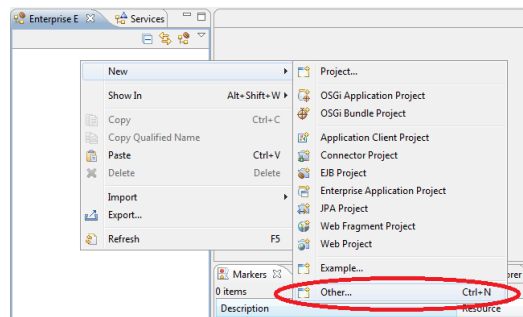 Enterprise E
Services
New
Show In Alt+Shift+W
Copy Ctrl+C
Copy Qualified Name
Paste Ctrl+V
Delete Delete
Import
Export...
Refresh F5
Project...
OSGi Application Project
OSGi Bundle Project
Application Client Project
Connector Project
EJB Project
Enterprise Application Project
JPA Project
Web Fragment Project
Web Project
Example...
Other... Ctrl+N
Markers
0 items
Description Resource